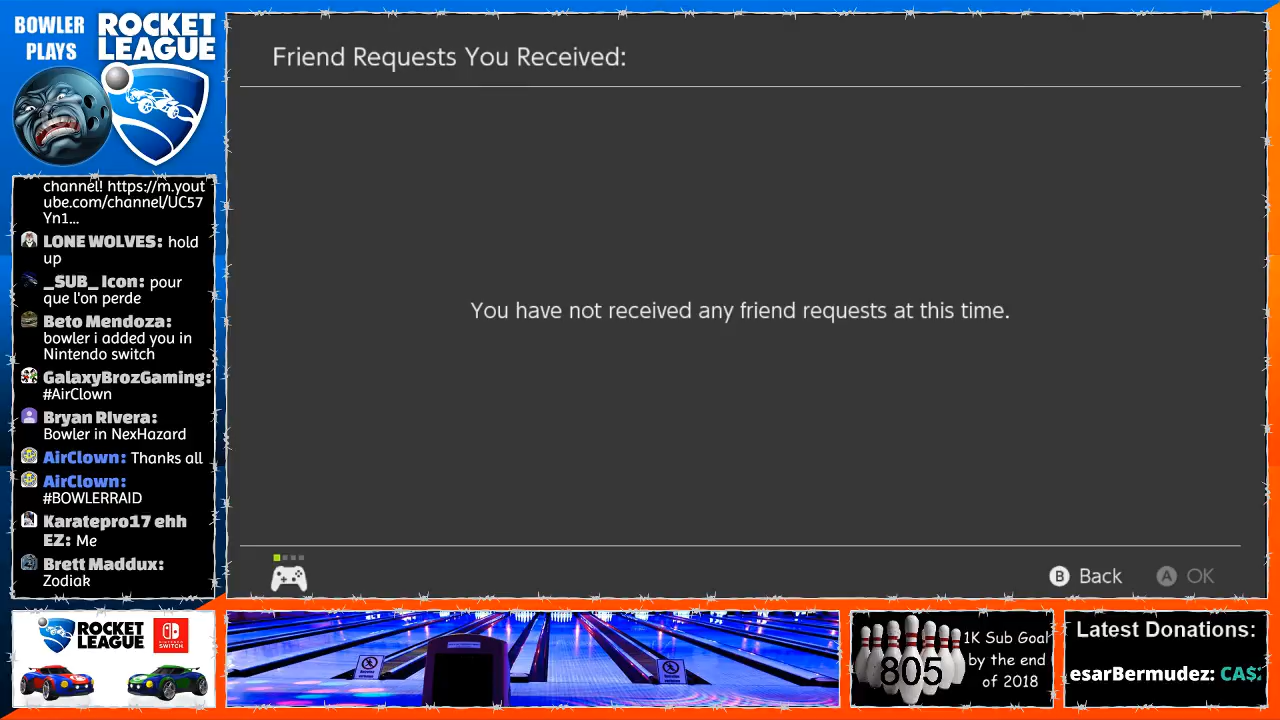 BOWLER
PLAYS
ROCKET
LEAGUE
channel! https://m.yout
ube.com/channel/UC57
Yn1...
LONE WOLVES: hold
up
_SUB_ Icon: pour
que l'on perde
Beto Mendoza:
bowler i added you in
Nintendo switch
GalaxyBrozGaming:
#AirClown
Bryan RIvera:
Bowler in NexHazard
AirClown: Thanks all
AirClown:
#BOWLERRAID
Karatepro17 ehh
EZ: Me
Brett Maddux:
Zodiak
Friend Requests You Received:
You have not received any friend requests at this time.
B Back
A OK
ROCKET
LEAGUE
805
1K Sub Goal
by the end
of 2018
Latest Donations:
esarBermudez: CA$